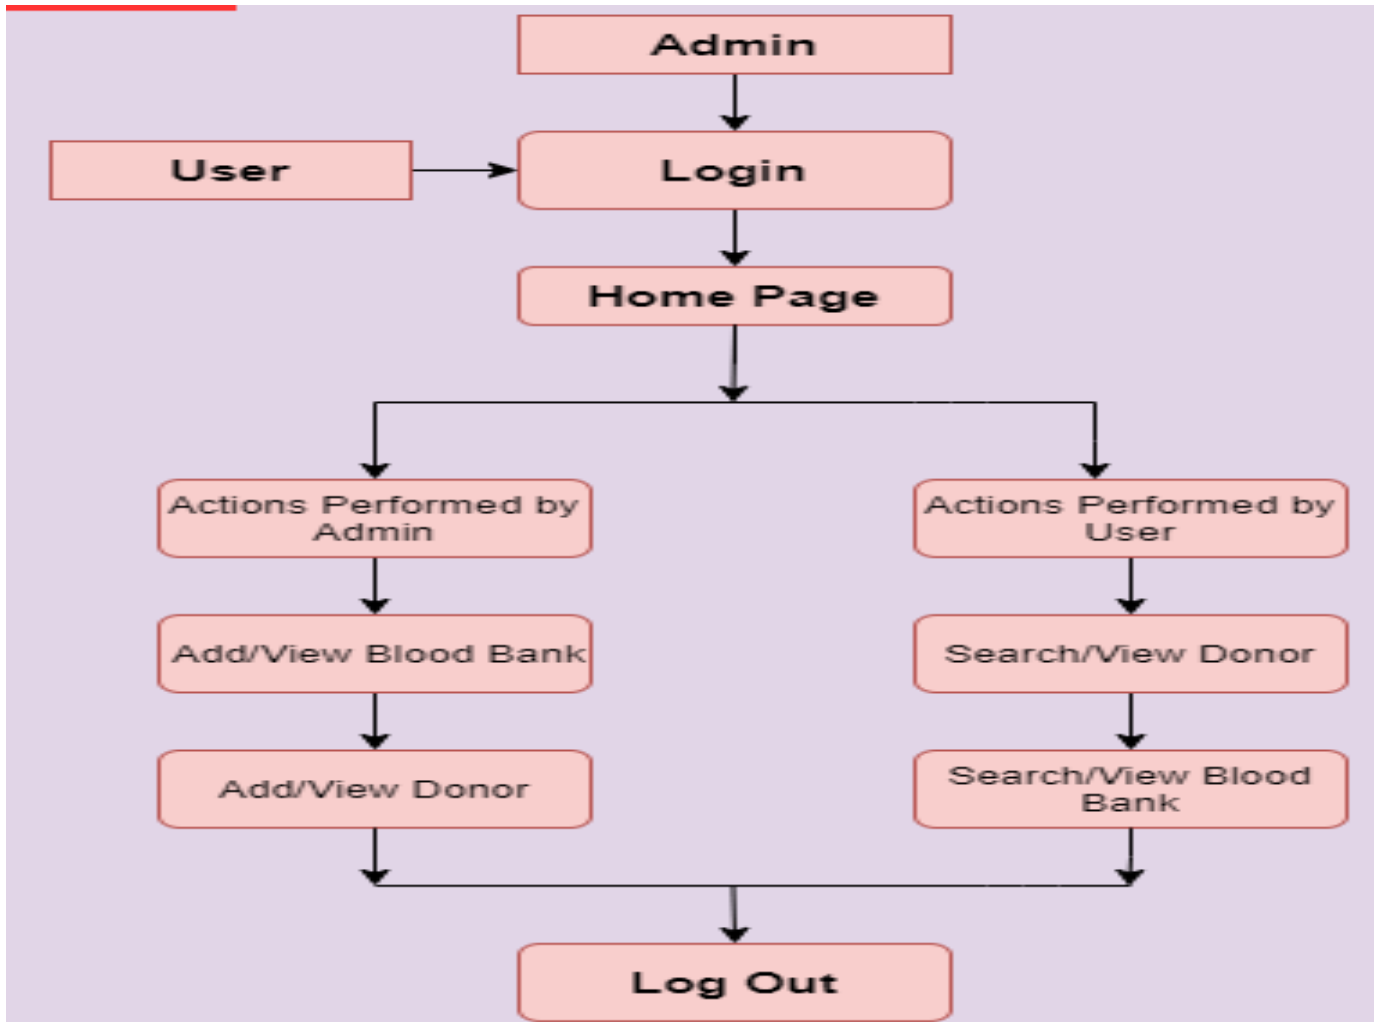 Admin
User
Login
Home Page
Actions Performed by
Admin
Actions Performed by
User
Add/View Blood Bank
Search/View Donor
Add/View Donor
Search/View Blood
Bank
Log Out